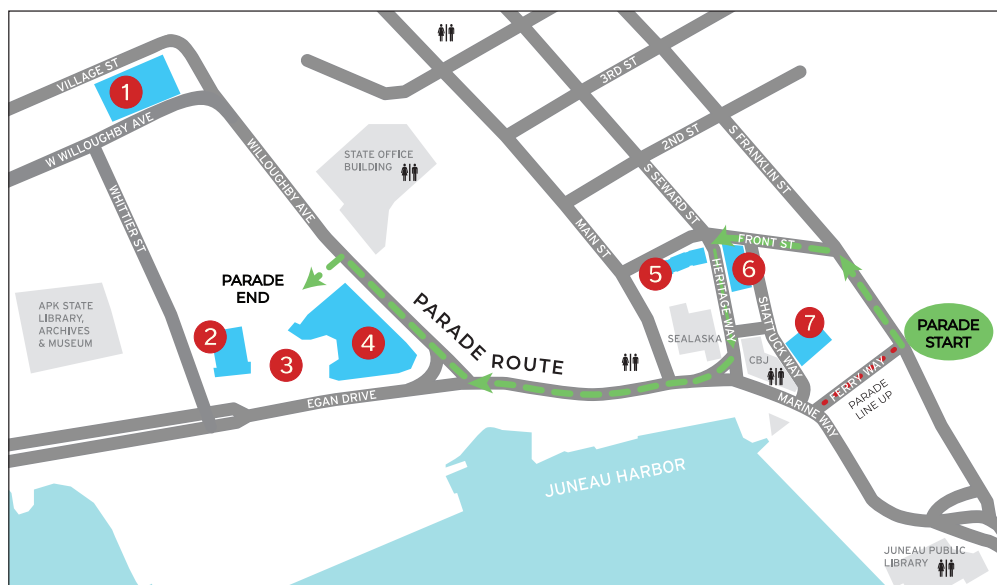 VILLAGE ST
1
W WILLOUGHBY AVE
WHITTIER ST
WILLOUGHBY AVE
STATE OFFICE
BUILDING
3RD ST
2ND ST
S FRANKLIN ST
S SEWARD ST
MAIN ST
FRONT ST
HERITAGE WAY
SHATTUCK WAY
5
6
7
SEALASKA
CBJ
PARADE
START
FERRY WAY
PARADE
LINE UP
MARINE WAY
PARADE
END
PARADE ROUTE
APK STATE
LIBRARY,
ARCHIVES
& MUSEUM
2
3
4
EGAN DRIVE
JUNEAU HARBOR
JUNEAU PUBLIC
LIBRARY